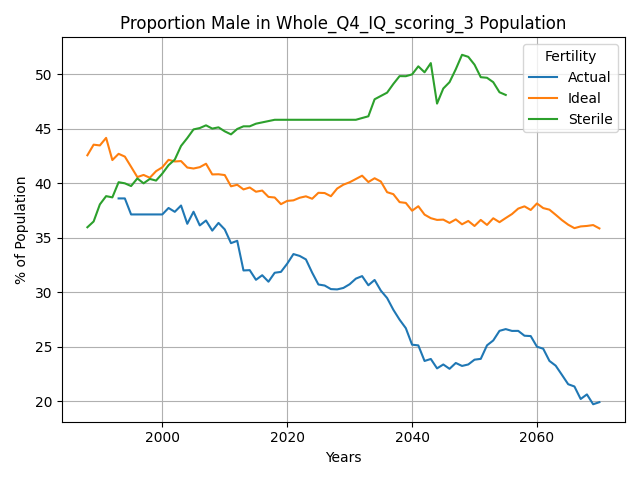 Proportion Male in Whole_Q4_IQ_scoring_3 Population
Fertility
Actual
Ideal
Sterile
% of Population
50
45
40
35
30
25
20
2000
2020
2040
2060
Years